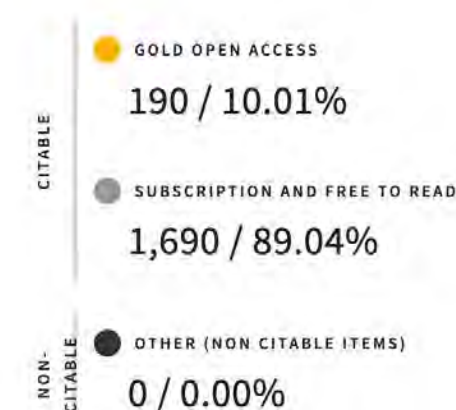 CITABLE
GOLD OPEN ACCESS
190 / 10.01%
SUBSCRIPTION AND FREE TO READ
1,690 / 89.04%
NON-
CITABLE
OTHER (NON CITABLE ITEMS)
0 / 0.00%